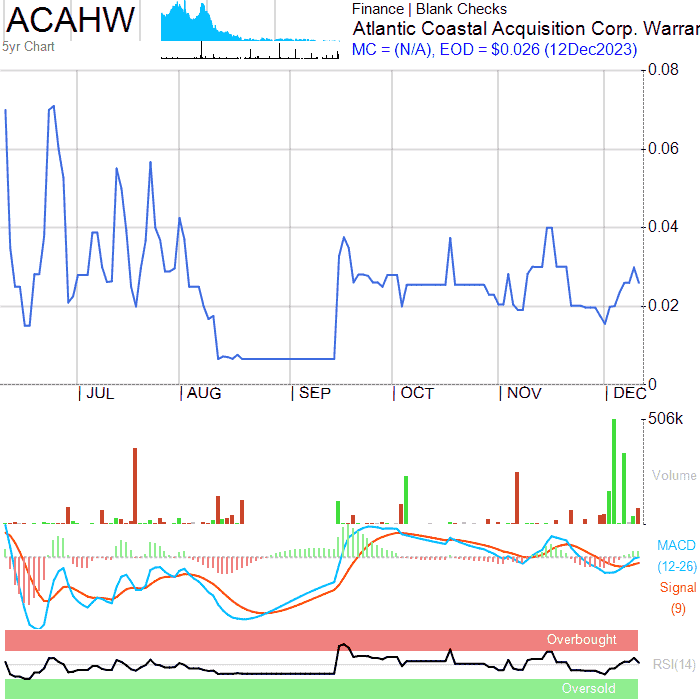 ACAHW
5yr Chart
Finance | Blank Checks
Atlantic Coastal Acquisition Corp. Warran
MC = (N/A), EOD = $0.026 (12Dec2023)
0.08
0.06
0.04
0.02
0
JUL
AUG
SEP
OCT
NOV
DEC
506k
Volume
MACD
(12-26)
Signal
(9)
Overbought
RSI(14)
Oversold